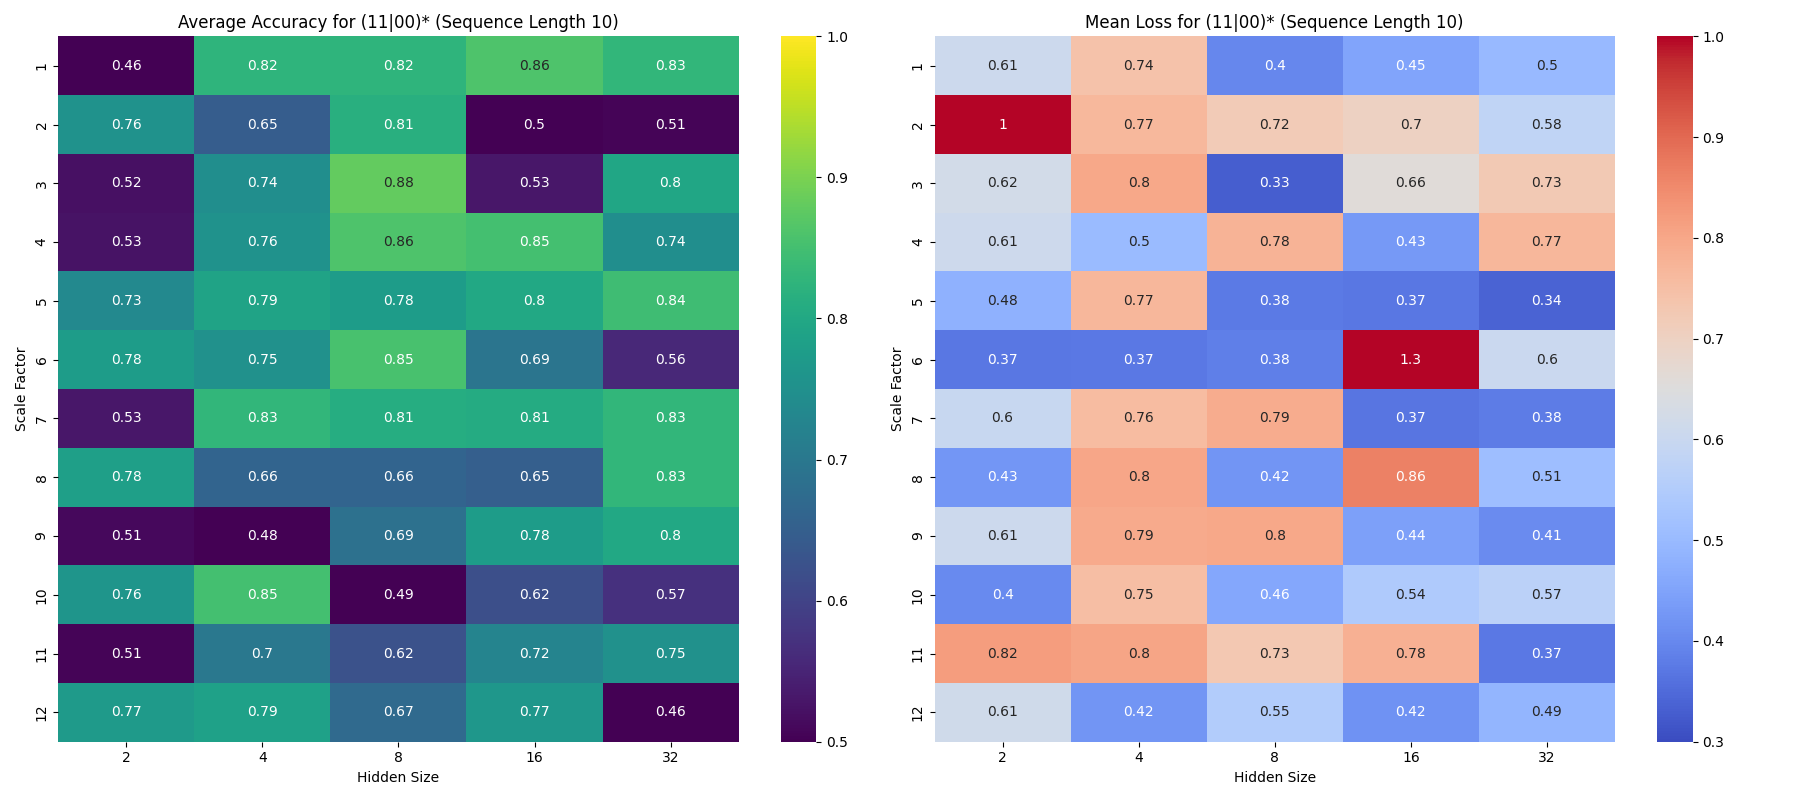 Average Accuracy for (11|00)* (Sequence Length 10)
Scale Factor
1 0.46 0.82 0.82 0.86 0.83
2 0.76 0.65 0.81 0.5 0.51
3 0.52 0.74 0.88 0.53 0.8
4 0.53 0.76 0.86 0.85 0.74
5 0.73 0.79 0.78 0.8 0.84
6 0.78 0.75 0.85 0.69 0.56
7 0.53 0.83 0.81 0.81 0.83
8 0.78 0.66 0.66 0.65 0.83
9 0.51 0.48 0.69 0.78 0.8
10 0.76 0.85 0.49 0.62 0.57
11 0.51 0.7 0.62 0.72 0.75
12 0.77 0.79 0.67 0.77 0.46
2 4 8 16 32
Hidden Size
1.0
0.9
0.8
0.7
0.6
0.5
Mean Loss for (11|00)* (Sequence Length 10)
Scale Factor
1 0.61 0.74 0.4 0.45 0.5
2 1 0.77 0.72 0.7 0.58
3 0.62 0.8 0.33 0.66 0.73
4 0.61 0.5 0.78 0.43 0.77
5 0.48 0.77 0.38 0.37 0.34
6 0.37 0.37 0.38 1.3 0.6
7 0.6 0.76 0.79 0.37 0.38
8 0.43 0.8 0.42 0.86 0.51
9 0.61 0.79 0.8 0.44 0.41
10 0.4 0.75 0.46 0.54 0.57
11 0.82 0.8 0.73 0.78 0.37
12 0.61 0.42 0.55 0.42 0.49
2 4 8 16 32
Hidden Size
1.0
0.9
0.8
0.7
0.6
0.5
0.4
0.3